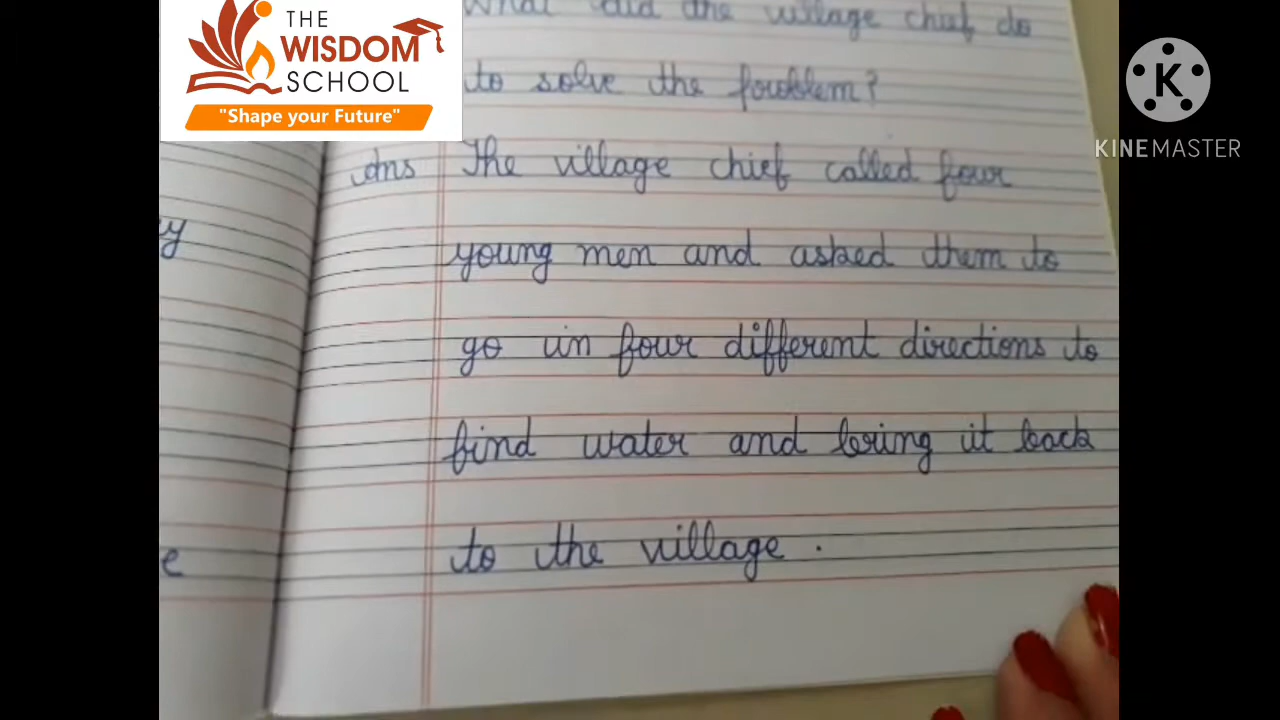 THE
WISDOM
SCHOOL
"Shape your Future"
K
KINEMASTER
What did the village chief do
to solve the problem?
Ans The village chief called four
young men and asked them to
go in four different directions to
find water and bring it back
to the village.
y
e